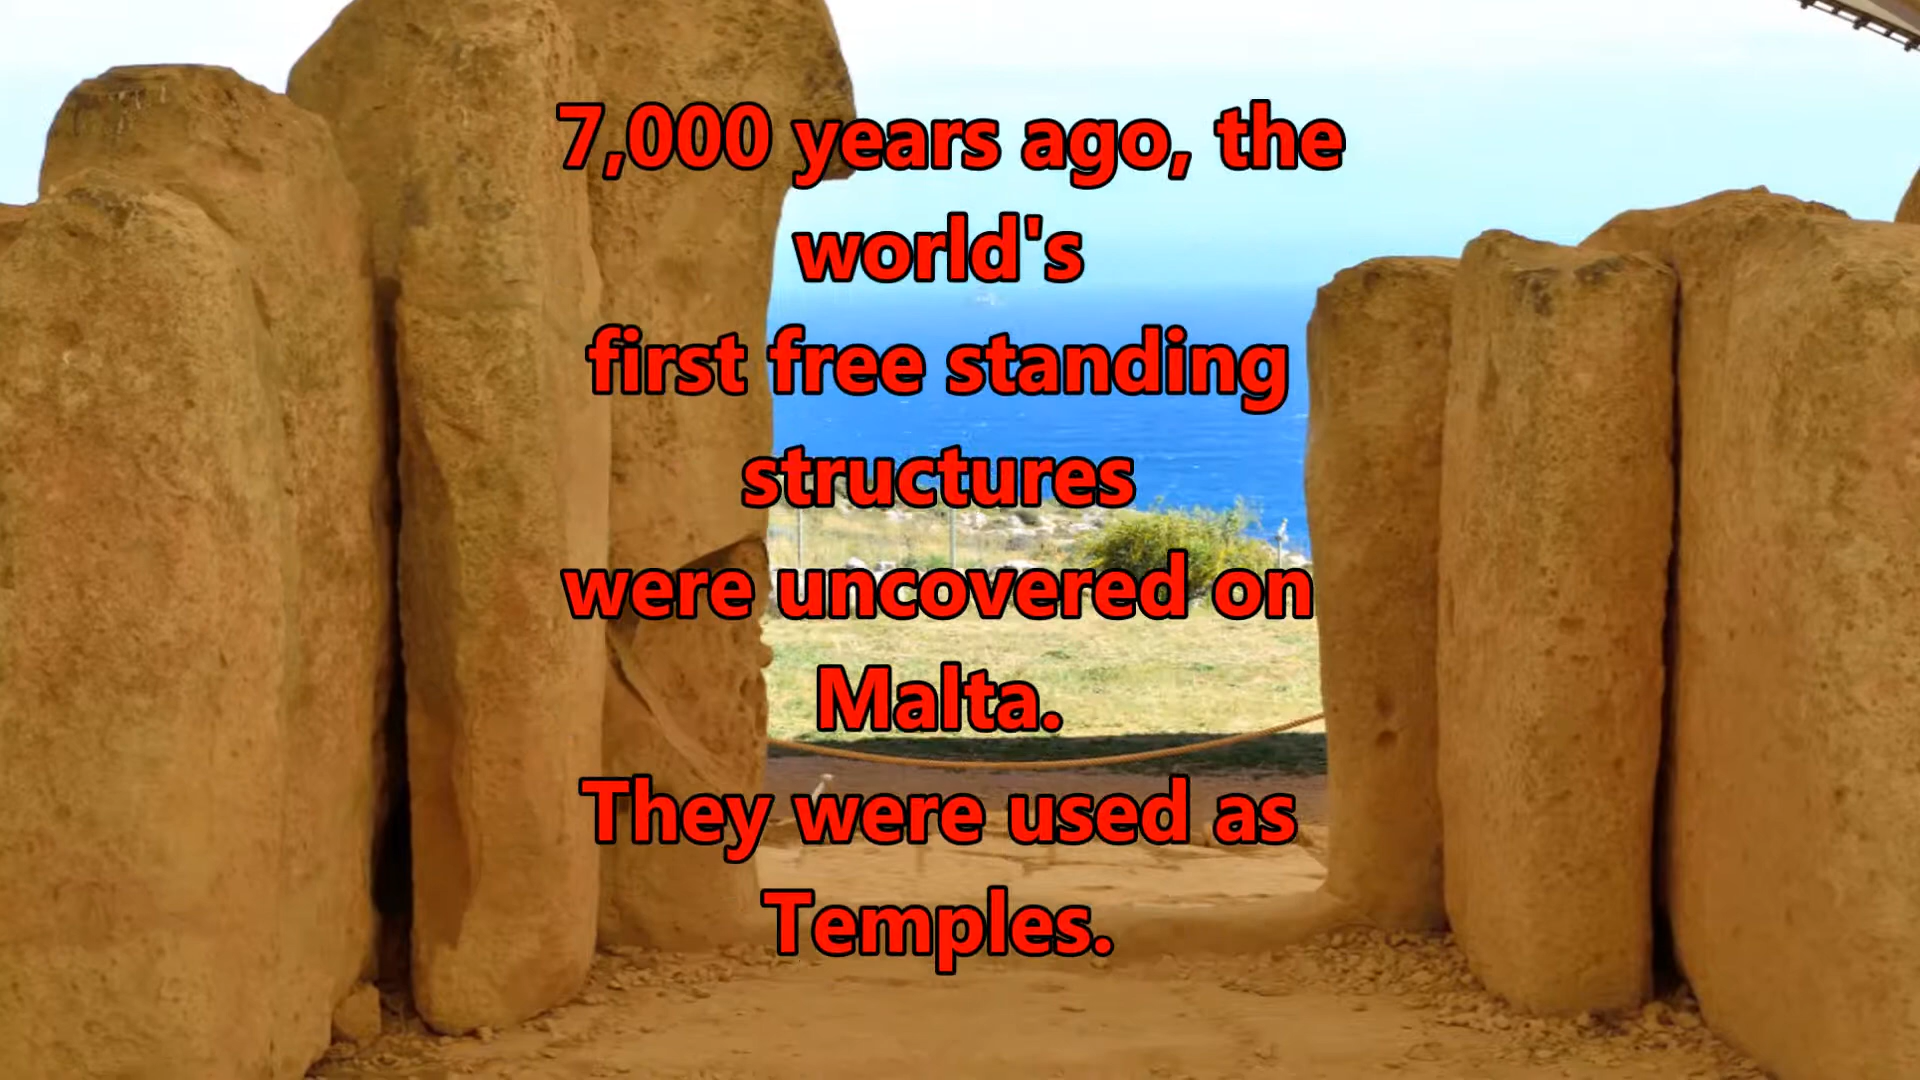 7,000 years ago, the
world's
first free standing
structures
were uncovered on
Malta.
They were used as
Temples.